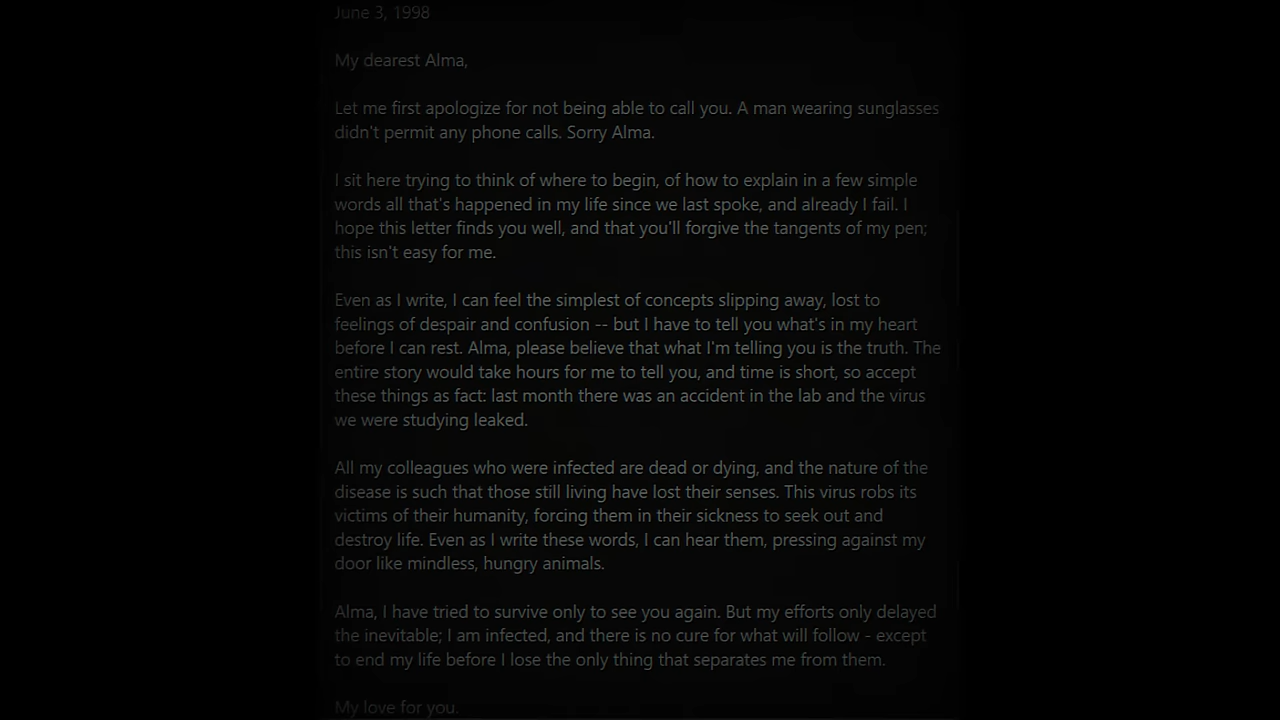 June 3, 1998
My dearest Alma,
Let me first apologize for not being able to call you. A man wearing sunglasses
didn't permit any phone calls. Sorry Alma.
I sit here trying to think of where to begin, of how to explain in a few simple
words all that's happened in my life since we last spoke, and already I fail. I
hope this letter finds you well, and that you'll forgive the tangents of my pen;
this isn't easy for me.
Even as I write, I can feel the simplest of concepts slipping away, lost to
feelings of despair and confusion -- but I have to tell you what's in my heart
before I can rest. Alma, please believe that what I'm telling you is the truth. The
entire story would take hours for me to tell you, and time is short, so accept
these things as fact: last month there was an accident in the lab and the virus
we were studying leaked.
All my colleagues who were infected are dead or dying, and the nature of the
disease is such that those still living have lost their senses. This virus robs its
victims of their humanity, forcing them in their sickness to seek out and
destroy life. Even as I write these words, I can hear them, pressing against my
door like mindless, hungry animals.
Alma, I have tried to survive only to see you again. But my efforts only delayed
the inevitable; I am infected, and there is no cure for what will follow - except
to end my life before I lose the only thing that separates me from them.
My love for you.